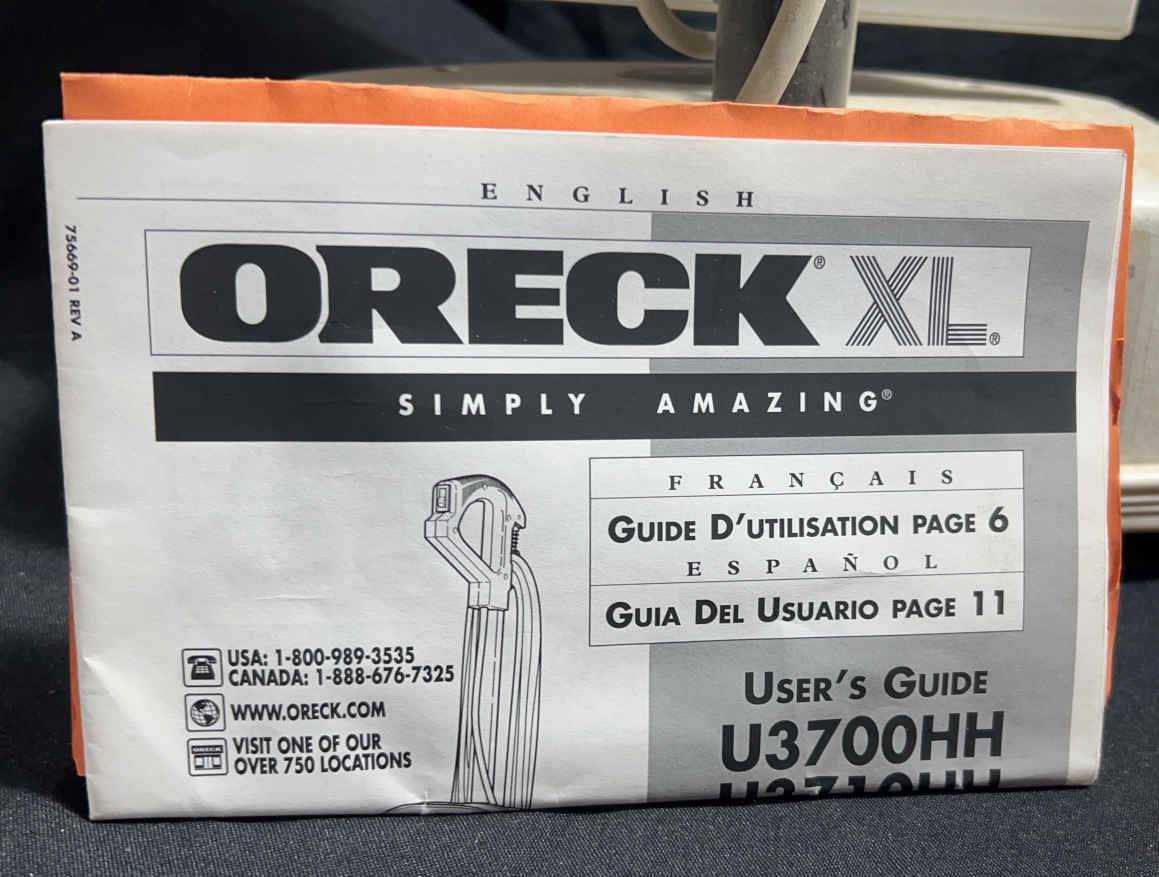 ENGLISH
75669-01 REV A
ORECK® XL®
SIMPLY AMAZING®
FRANÇAIS
GUIDE D'UTILISATION PAGE 6
ESPAÑOL
GUIA DEL USUARIO PAGE 11
USA: 1-800-989-3535
CANADA: 1-888-676-7325
WWW.ORECK.COM
ORECK
VISIT ONE OF OUR
OVER 750 LOCATIONS
USER'S GUIDE
U3700HH
U3710HH